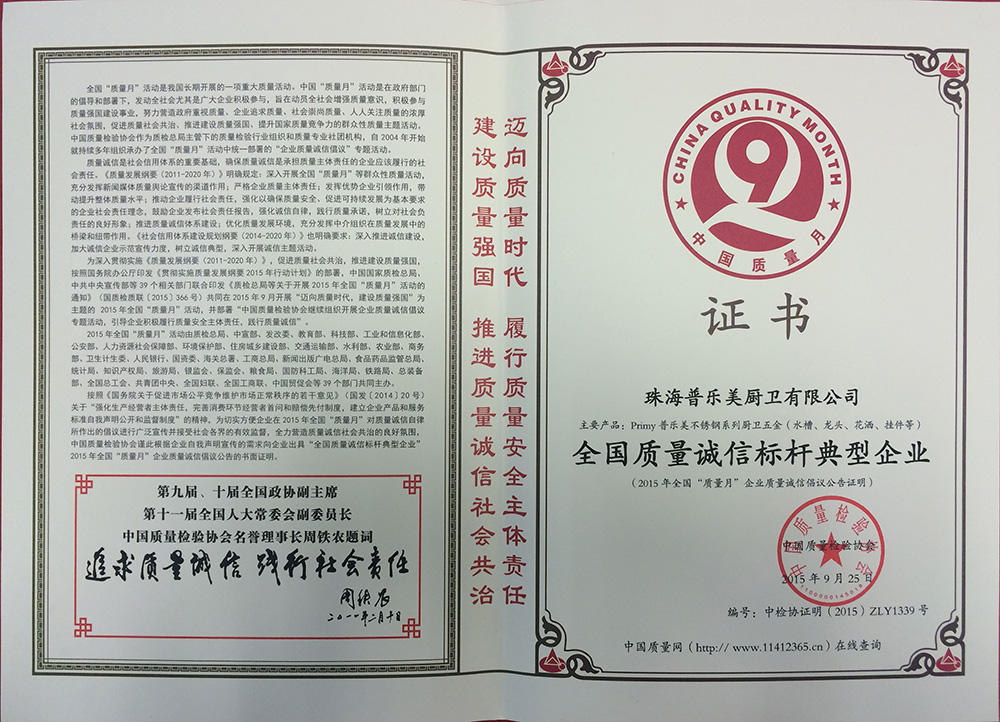 全国“质量月”活动是我国长期开展的一项重大质量活动。中国“质量月”活动是在政府部门
的倡导和部署下，发动全社会尤其是广大企业积极参与，旨在动员全社会增强质量意识，积极参与
质量强国建设事业，努力营造政府重视质量、企业追求质量、社会崇尚质量、人人关注质量的浓厚
社会氛围，促进质量社会共治、推进建设质量强国、提升国家质量竞争力的群众性质量主题活动。
中国质量检验协会作为质检总局主管下的质量检验行业组织和质量专业社团机构，自2004年开始
就持续多年组织承办了全国“质量月”活动中统一部署的“企业质量诚信倡议”专题活动。
质量诚信是社会信用体系的重要基础，确保质量诚信是承担质量主体责任的企业应该履行的社
会责任。《质量发展纲要（2011-2020年）》明确规定：深入开展全国“质量月”等群众性质量活动，
充分发挥新闻媒体质量舆论宣传的渠道作用；严格企业质量主体责任；发挥优势企业引领作用，带
动提升整体质量水平；推动企业履行社会责任，强化以确保质量安全、促进可持续发展为基本要求
的企业社会责任理念，鼓励企业发布社会责任报告，强化诚信自律，践行质量承诺，树立对社会负
责任的良好形象；推进质量诚信体系建设；优化质量发展环境，充分发挥中介组织在质量发展中的
桥梁和纽带作用。《社会信用体系建设规划纲要（2014-2020年）》也明确要求：深入推进诚信建设，
加大诚信企业示范宣传力度，树立诚信典型，深入开展诚信主题活动。
为深入贯彻实施《质量发展纲要（2011-2020年）》，促进质量社会共治，推进建设质量强国，
按照国务院办公厅印发《贯彻实施质量发展纲要2015年行动计划》的部署，中国国家质检总局、
中共中央宣传部等39个相关部门联合印发《质检总局等关于开展2015年全国“质量月”活动的
通知》（国质检质联〔2015〕366号）共同在2015年9月开展“迈向质量时代，建设质量强国”为
主题的2015年全国“质量月”活动，并部署“中国质量检验协会继续组织开展企业质量诚信倡议
专题活动，引导企业积极履行质量安全主体责任，践行质量诚信”。
2015年全国“质量月”活动由质检总局、中宣部、发改委、教育部、科技部、工业和信息化部、
公安部、人力资源社会保障部、环境保护部、住房城乡建设部、交通运输部、水利部、农业部、商务
部、卫生计生委、人民银行、国资委、海关总署、工商总局、新闻出版广电总局、食品药品监管总局、
统计局、知识产权局、旅游局、银监会、保监会、粮食局、国防科工局、海洋局、铁路局、总装备
部、全国总工会、共青团中央、全国妇联、全国工商联、中国贸促会等39个部门共同主办。
按照《国务院关于促进市场公平竞争维护市场正常秩序的若干意见》（国发〔2014〕20号）
关于“强化生产经营者主体责任，完善消费环节经营者首问和赔偿先付制度，建立企业产品和服务
标准自我声明公开和监督制度”的精神，为切实方便企业在2015年全国“质量月”对质量诚信自律
所作出的倡议进行广泛宣传并接受社会各界的有效监督，全力营造质量诚信社会共治的良好氛围，
中国质量检验协会谨此根据企业自我声明宣传的需求向企业出具“全国质量诚信标杆典型企业”
2015年全国“质量月”企业质量诚信倡议公告的书面证明。
第九届、十届全国政协副主席
第十一届全国人大常委会副委员长
中国质量检验协会名誉理事长周铁农题词
追求质量诚信 践行社会责任
周铁农
二〇一一年二月十日
迈向质量时代 履行质量安全主体责任
建设质量强国 推进质量诚信社会共治
CHINA QUALITY MONTH
中国质量月
证书
珠海普乐美厨卫有限公司
主要产品：Primy普乐美不锈钢系列厨卫五金（水槽、龙头、花洒、挂件等）
全国质量诚信标杆典型企业
（2015年全国“质量月”企业质量诚信倡议公告证明）
中国质量检验协会
中国质量检验协会
2015年9月25日
1100000145018
编号：中检协证明（2015）ZLY1339号
中国质量网（http:// www.11412365.cn）在线查询